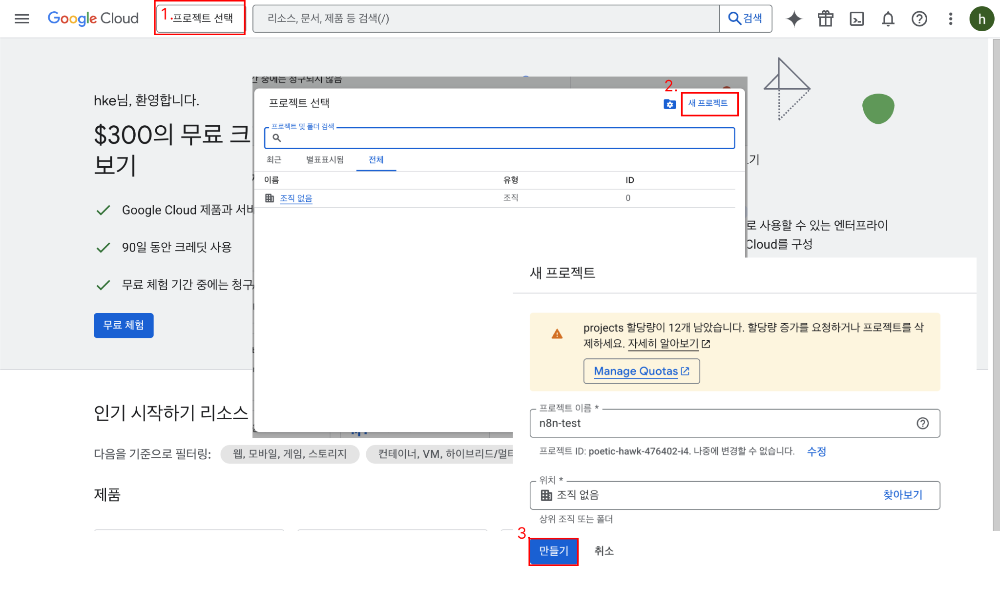 Google Cloud
1.
프로젝트 선택
리소스, 문서, 제품 등 검색(/)
검색
h
hke님, 환영합니다.
$300의 무료 크
보기
Google Cloud 제품과 서비
90일 동안 크레딧 사용
무료 체험 기간 중에는 청구
무료 체험
간 중에는 청구되지 않음
프로젝트 선택
2.
새 프로젝트
프로젝트 및 폴더 검색
최근
별표표시됨
전체
이름
유형
ID
조직 없음
조직
0
기
로 사용할 수 있는 엔터프라이
Cloud를 구성
새 프로젝트
projects 할당량이 12개 남았습니다. 할당량 증가를 요청하거나 프로젝트를 삭
제하세요. 자세히 알아보기
Manage Quotas
프로젝트 이름 *
n8n-test
프로젝트 ID: poetic-hawk-476402-i4. 나중에 변경할 수 없습니다.
수정
위치 *
조직 없음
찾아보기
상위 조직 또는 폴더
3.
만들기
취소
인기 시작하기 리소스
다음을 기준으로 필터링:
웹, 모바일, 게임, 스토리지
컨테이너, VM, 하이브리드/멀티
제품